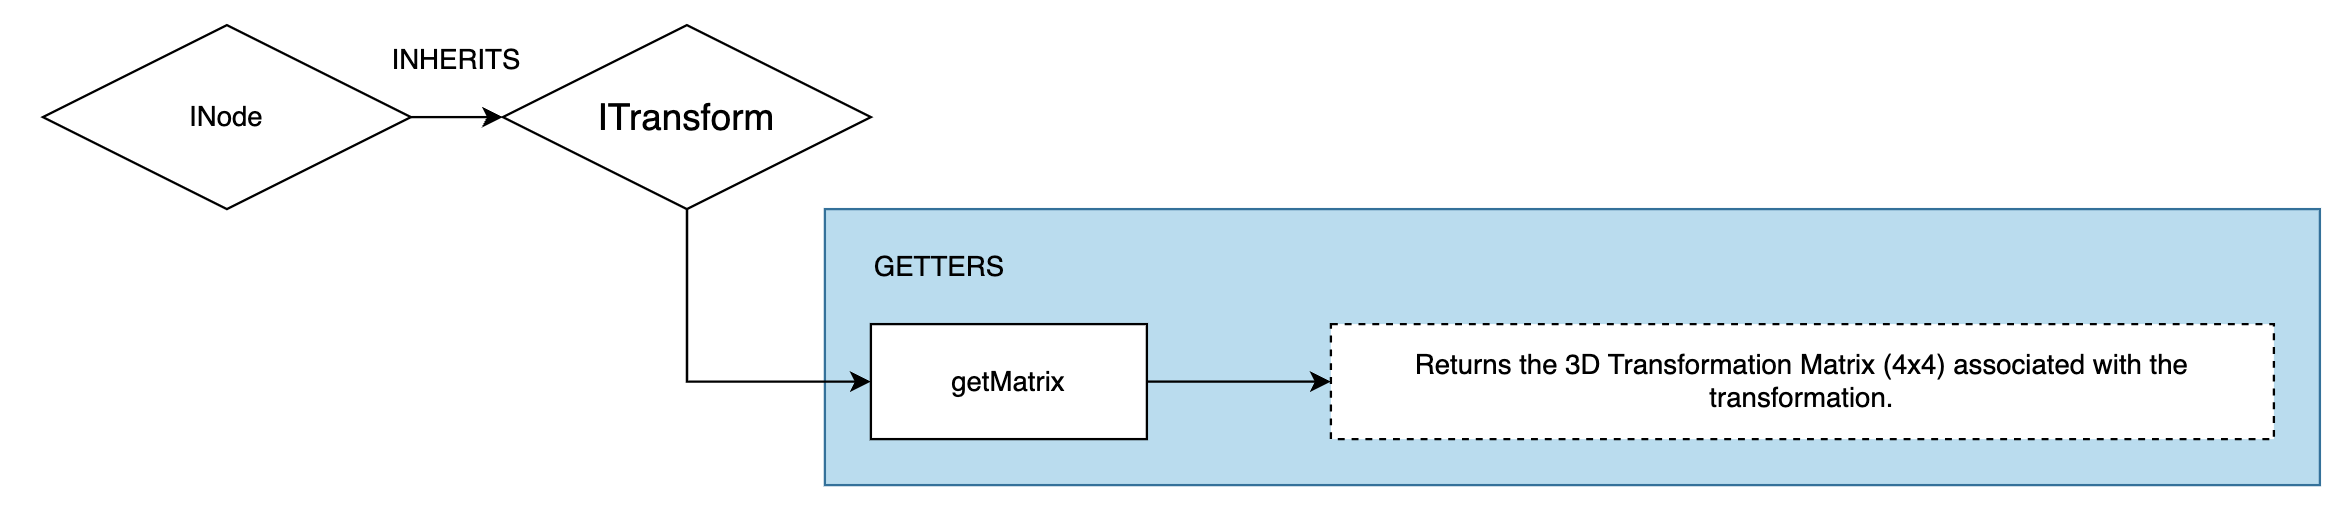 INHERITS
INode
ITransform
GETTERS
getMatrix
Returns the 3D Transformation Matrix (4x4) associated with the
transformation.